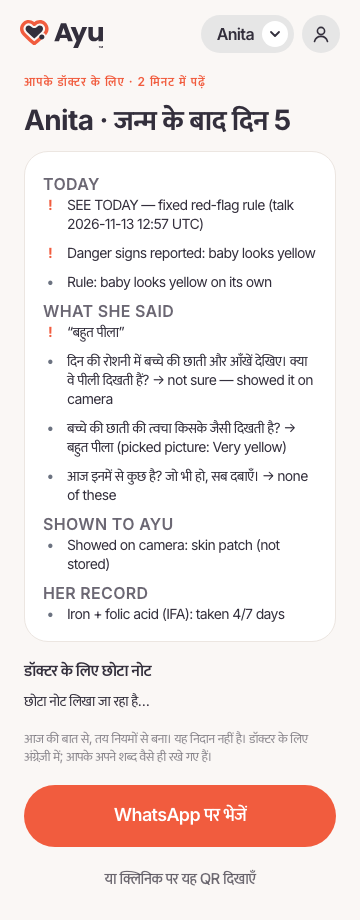 Ayu™
Anita
आपके डॉक्टर के लिए · 2 मिनट में पढ़ें
Anita · जन्म के बाद दिन 5
TODAY
! SEE TODAY — fixed red-flag rule (talk
2026-11-13 12:57 UTC)
! Danger signs reported: baby looks yellow
• Rule: baby looks yellow on its own
WHAT SHE SAID
! “बहुत पीला”
• दिन की रोशनी में बच्चे की छाती और आँखें देखिए। क्या
वे पीली दिखती हैं? → not sure — showed it on
camera
• बच्चे की छाती की त्वचा किसके जैसी दिखती है? →
बहुत पीला (picked picture: Very yellow)
• आज इनमें से कुछ है? जो भी हो, सब दबाएँ। → none
of these
SHOWN TO AYU
• Showed on camera: skin patch (not
stored)
HER RECORD
• Iron + folic acid (IFA): taken 4/7 days
डॉक्टर के लिए छोटा नोट
छोटा नोट लिखा जा रहा है…
आज की बात से, तय नियमों से बना। यह निदान नहीं है। डॉक्टर के लिए
अंग्रेज़ी में; आपके अपने शब्द वैसे ही रखे गए हैं।
WhatsApp पर भेजें
या क्लिनिक पर यह QR दिखाएँ